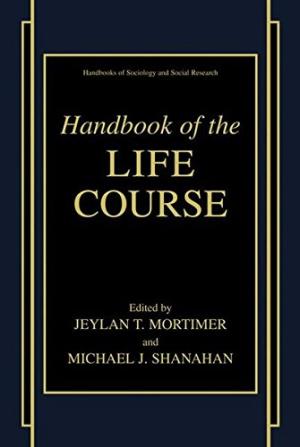 Handbooks of Sociology and Social Research
Handbook of the
LIFE
COURSE
Edited by
JEYLAN T. MORTIMER
and
MICHAEL J. SHANAHAN